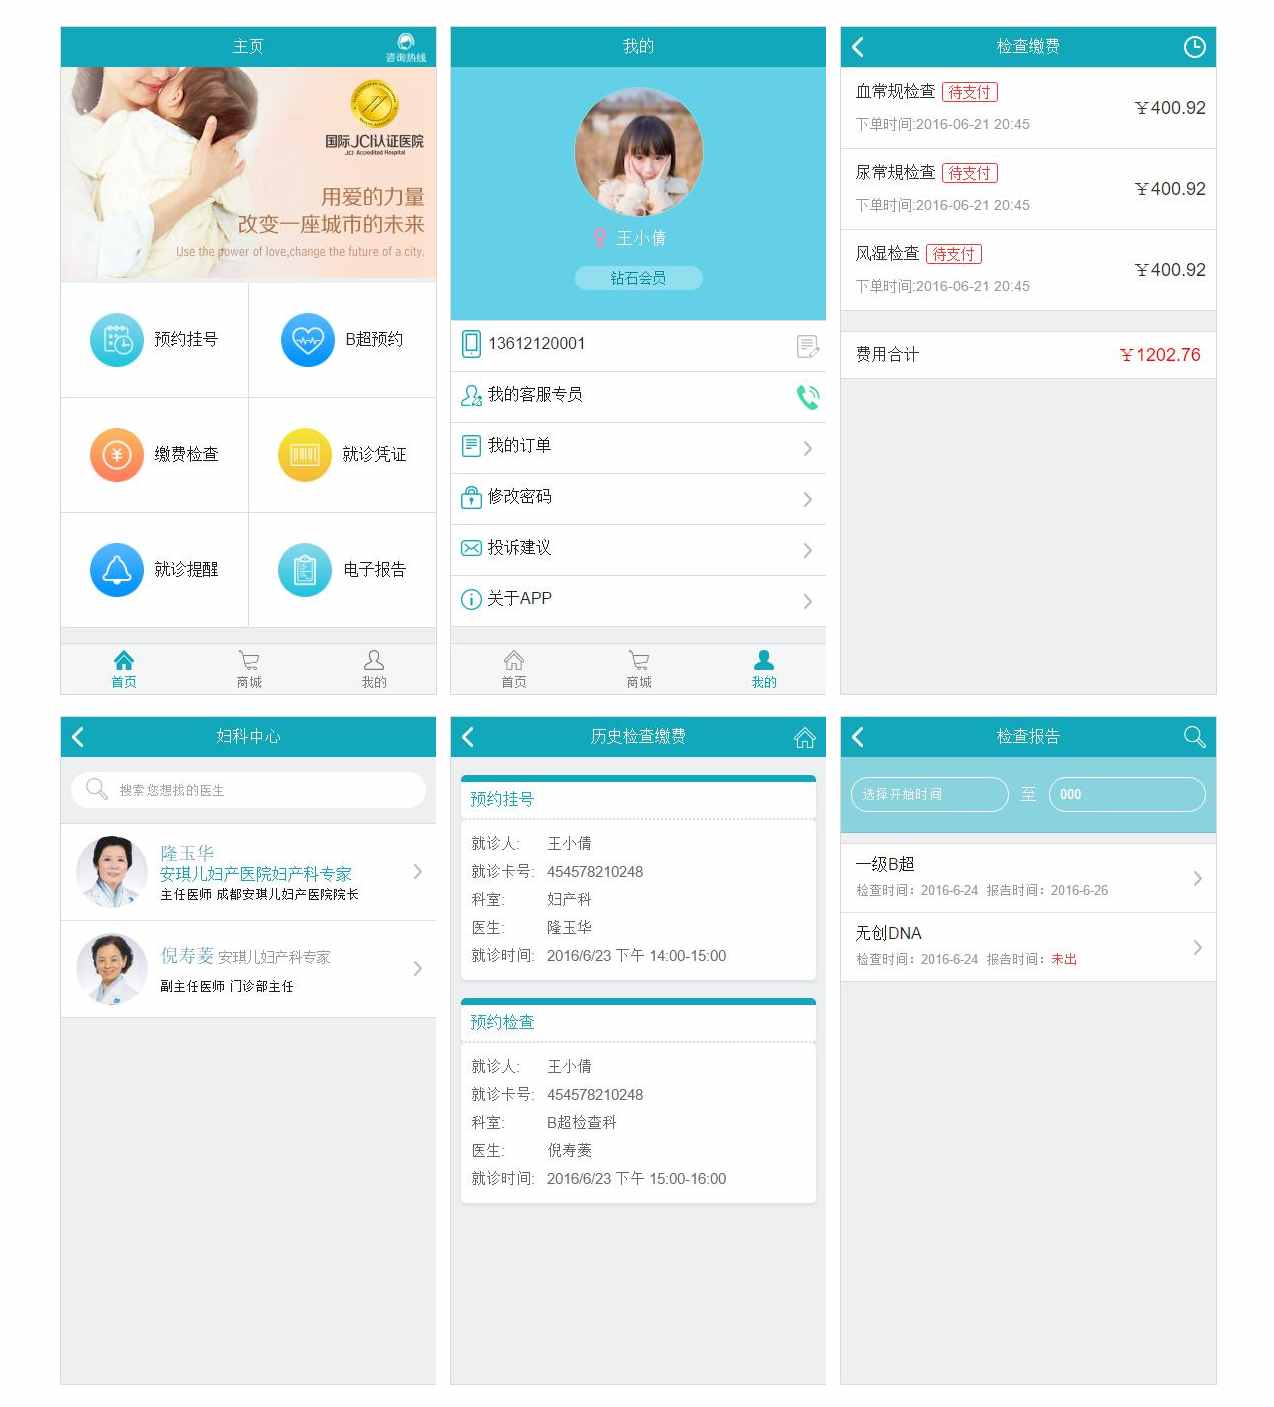 主页
咨询热线
国际JCI认证医院
JCI Accredited Hospital
用爱的力量
改变一座城市的未来
Use the power of love,change the future of a city.
预约挂号
B超预约
缴费检查
就诊凭证
就诊提醒
电子报告
首页
商城
我的
我的
王小倩
钻石会员
13612120001
我的客服专员
我的订单
修改密码
投诉建议
关于APP
首页
商城
我的
检查缴费
血常规检查 待支付
¥400.92
下单时间:2016-06-21 20:45
尿常規检查 待支付
¥400.92
下单时间:2016-06-21 20:45
风湿检查 待支付
¥400.92
下单时间:2016-06-21 20:45
费用合计 ¥1202.76
妇科中心
搜索您想找的医生
隆玉华
安琪儿妇产医院妇产科专家
主任医师 成都安琪儿妇产医院院长
倪寿菱 安琪儿妇产科专家
副主任医师 门诊部主任
历史检查缴费
预约挂号
就诊人: 王小倩
就诊卡号: 454578210248
科室: 妇产科
医生: 隆玉华
就诊时间: 2016/6/23 下午 14:00-15:00
预约检查
就诊人: 王小倩
就诊卡号: 454578210248
科室: B超检查科
医生: 倪寿菱
就诊时间: 2016/6/23 下午 15:00-16:00
检查报告
选择开始时间 至 000
一级B超
检查时间：2016-6-24 报告时间：2016-6-26
无创DNA
检查时间：2016-6-24 报告时间：未出